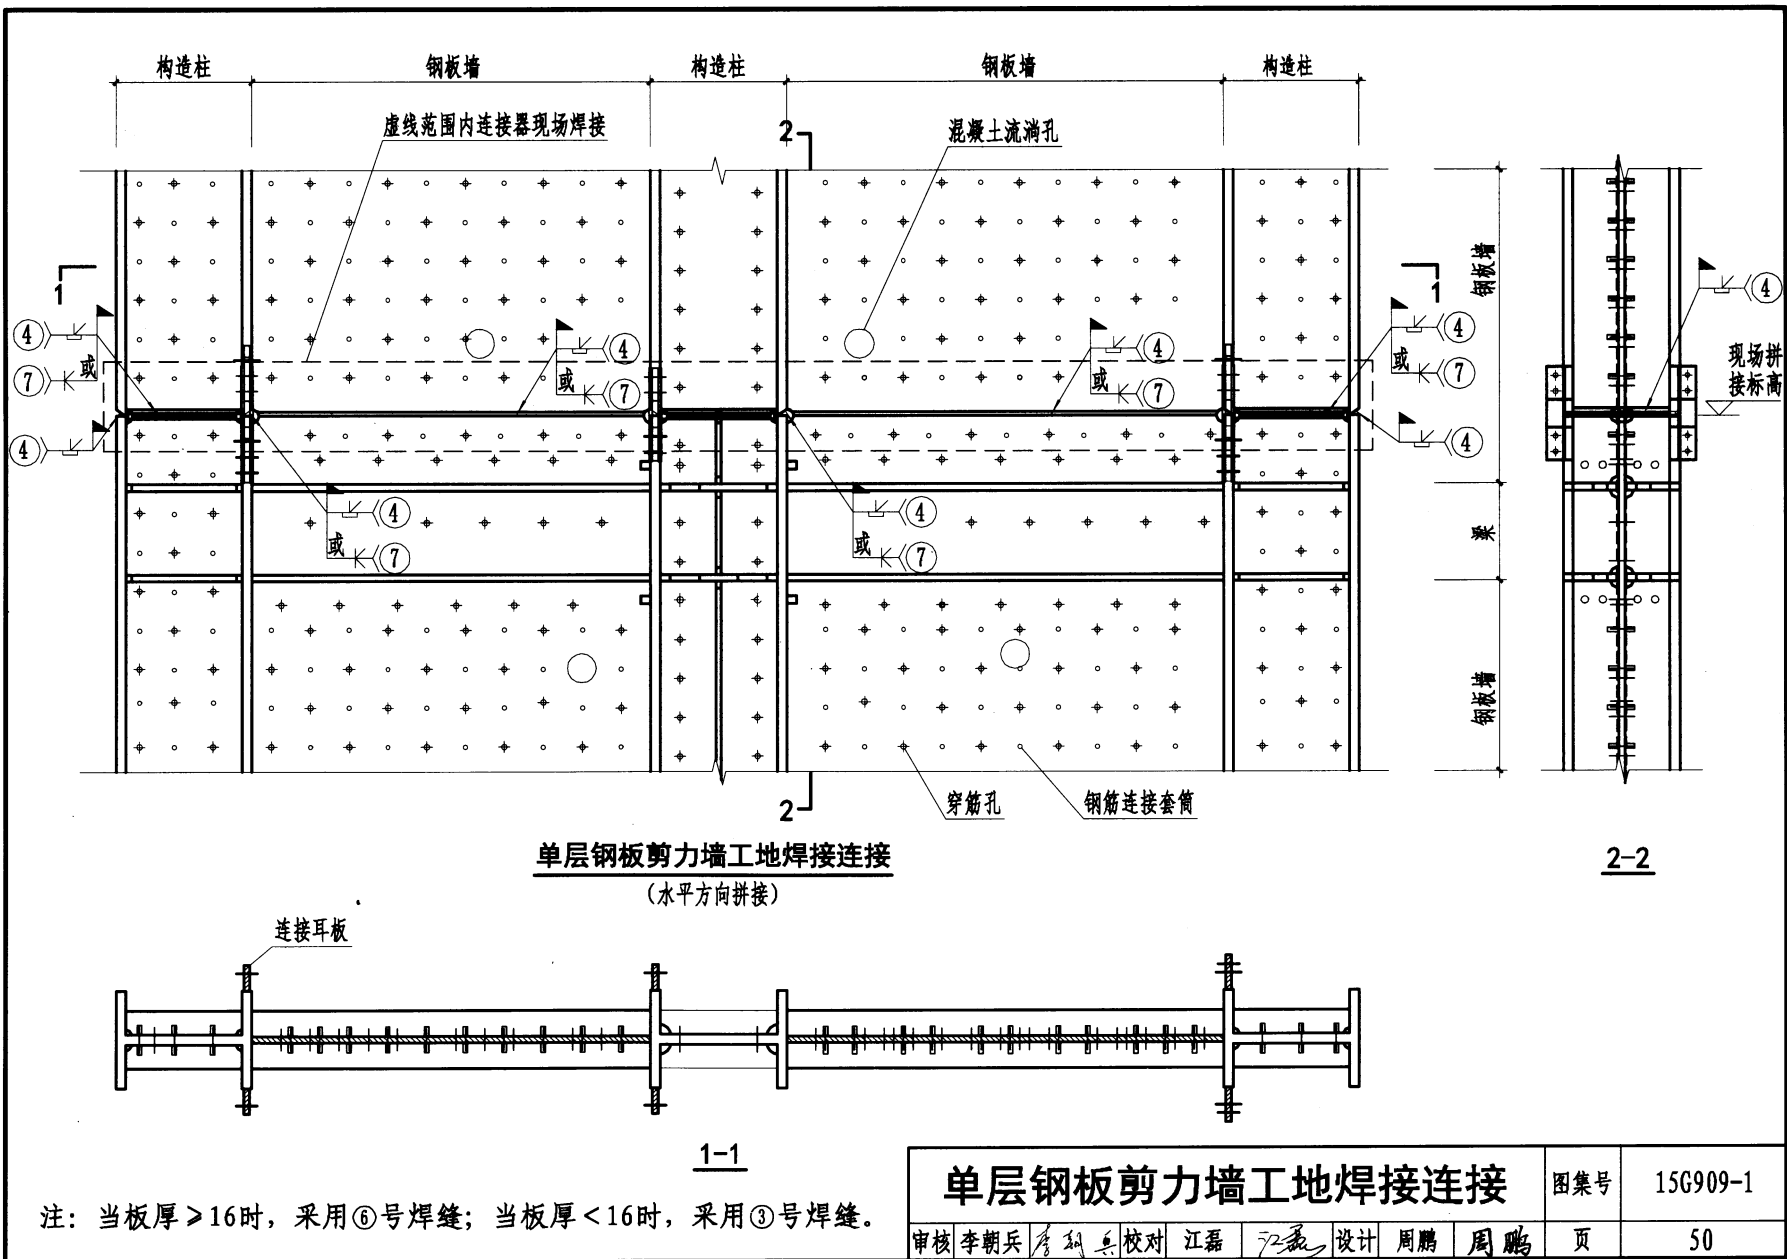 构造柱 钢板墙 构造柱 钢板墙 构造柱
虚线范围内连接器现场焊接
2
混凝土流淌孔
钢板墙
1
1
4
4
4
4
4
或
7
或
7
或
7
或
7
现场拼
接标高
4
4
4
或
7
4
或
7
梁
钢板墙
2
穿筋孔
钢筋连接套筒
单层钢板剪力墙工地焊接连接
(水平方向拼接)
2-2
连接耳板
1-1
注: 当板厚≥16时, 采用⑥号焊缝; 当板厚<16时, 采用③号焊缝。
单层钢板剪力墙工地焊接连接 图集号 15G909-1
审核 李朝兵 李朝兵 校对 江磊 江磊 设计 周鹏 周鹏 页 50